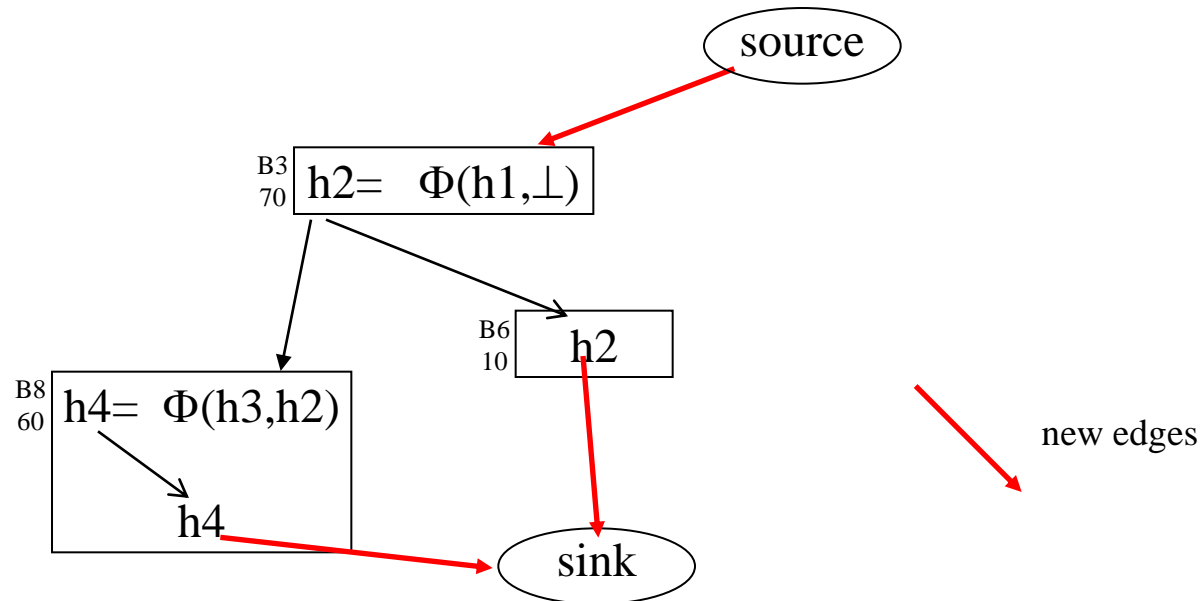 source
B3
70
h2= Φ(h1,⊥)
B6
10
h2
B8
60
h4= Φ(h3,h2)
h4
new edges
sink